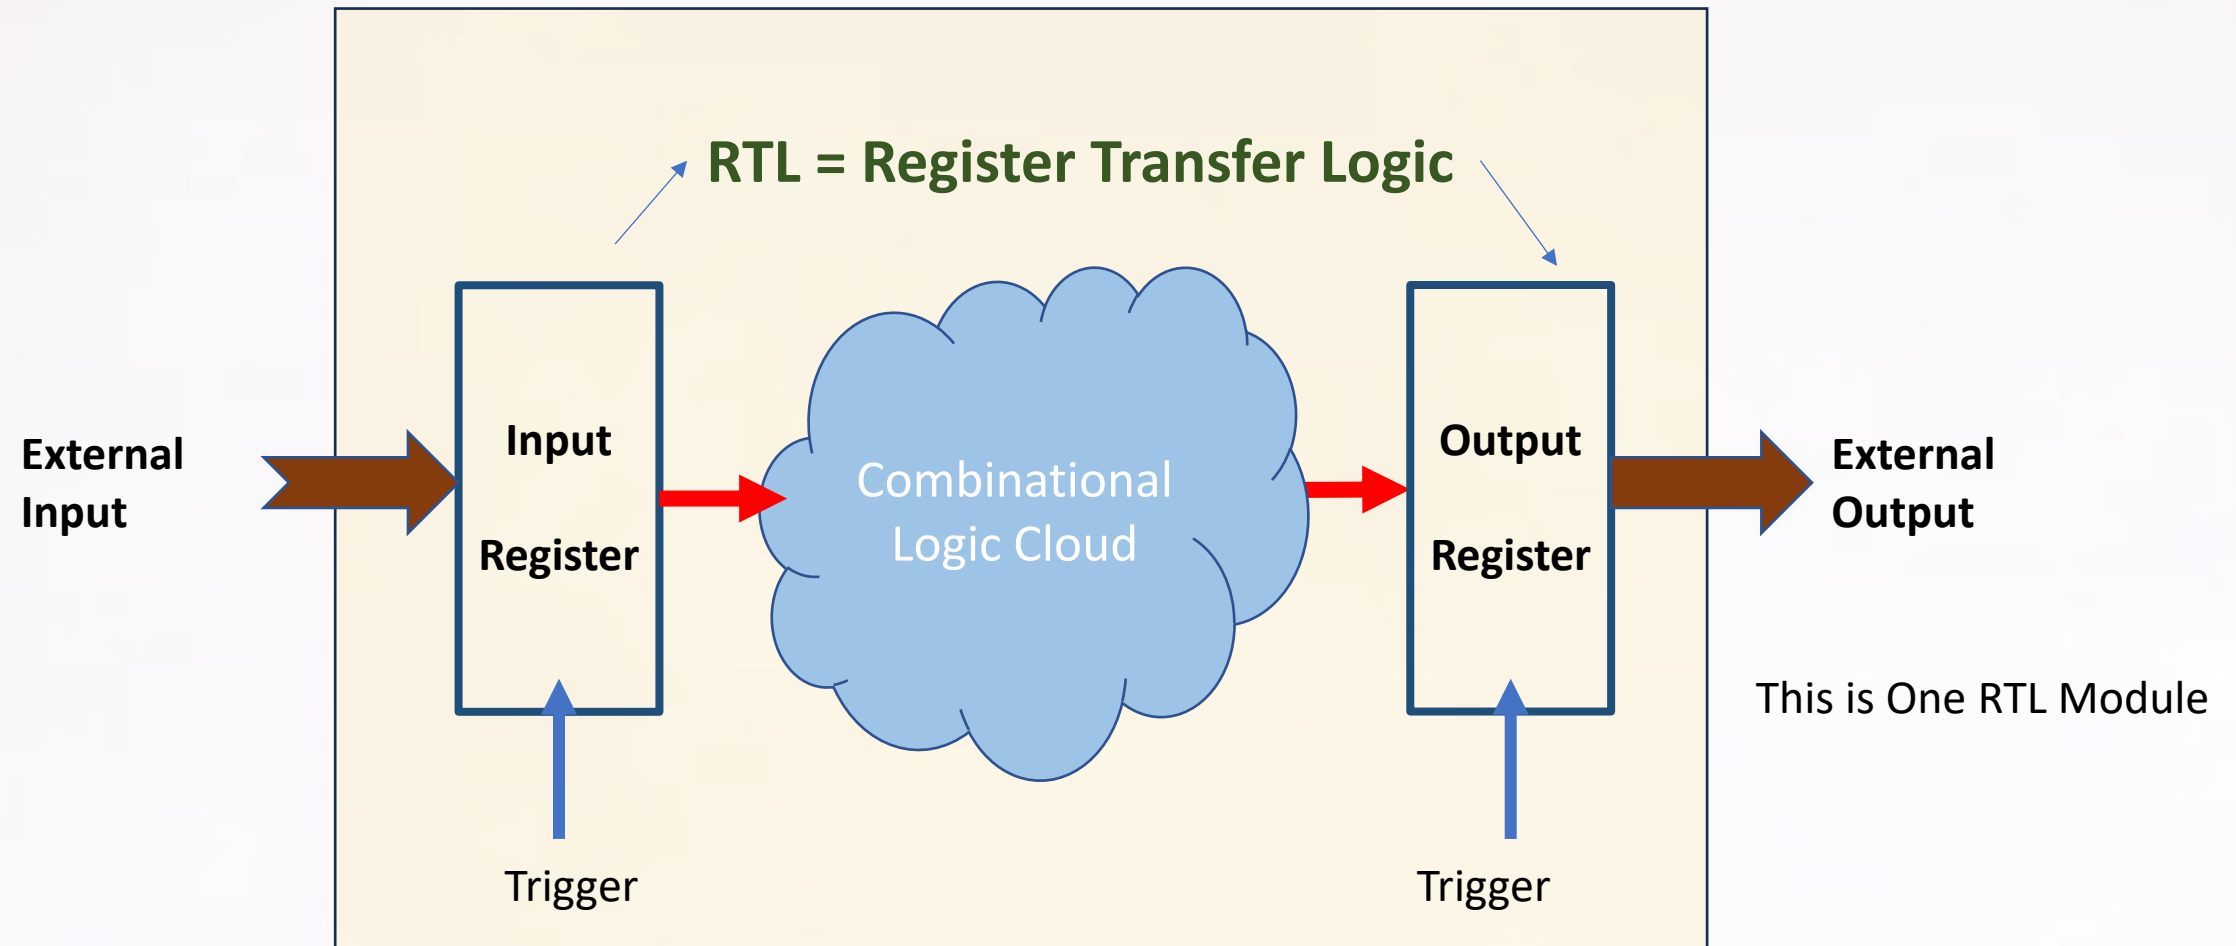 RTL = Register Transfer Logic
External
Input
Input
Register
Combinational
Logic Cloud
Output
Register
External
Output
This is One RTL Module
Trigger
Trigger